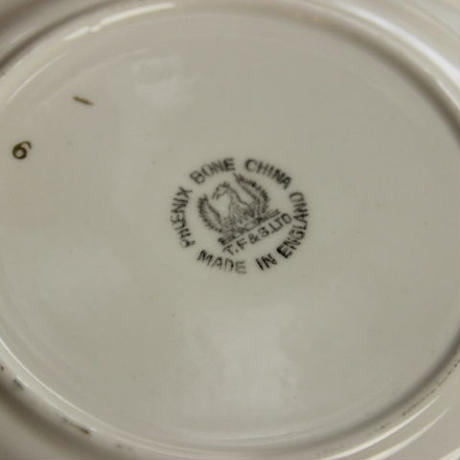 PHŒNIX BONE CHINA
T.F&S.LTD
MADE IN ENGLAND
6